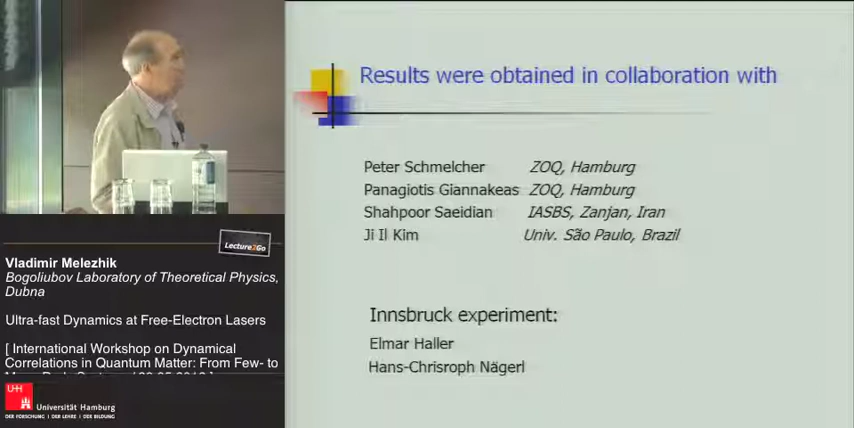 Results were obtained in collaboration with
Peter Schmelcher ZOQ, Hamburg
Panagiotis Giannakeas ZOQ, Hamburg
Shahpoor Saeidian IASBS, Zanjan, Iran
Ji Il Kim Univ. São Paulo, Brazil
Innsbruck experiment:
Elmar Haller
Hans-Chrisroph Nägerl
Lecture2Go
Vladimir Melezhik
Bogoliubov Laboratory of Theoretical Physics,
Dubna
Ultra-fast Dynamics at Free-Electron Lasers
[ International Workshop on Dynamical
Correlations in Quantum Matter: From Few- to
UH
Universität Hamburg
DER FORSCHUNG | DER LEHRE | DER BILDUNG